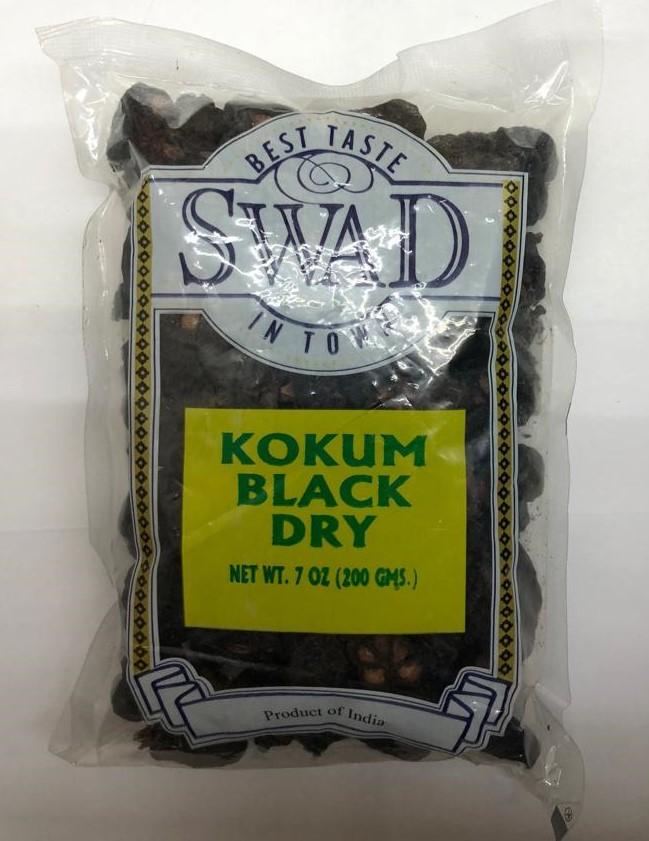 BEST TASTE
SWAD
IN TOWN
KOKUM
BLACK
DRY
NET WT. 7 OZ (200 GMS.)
Product of India